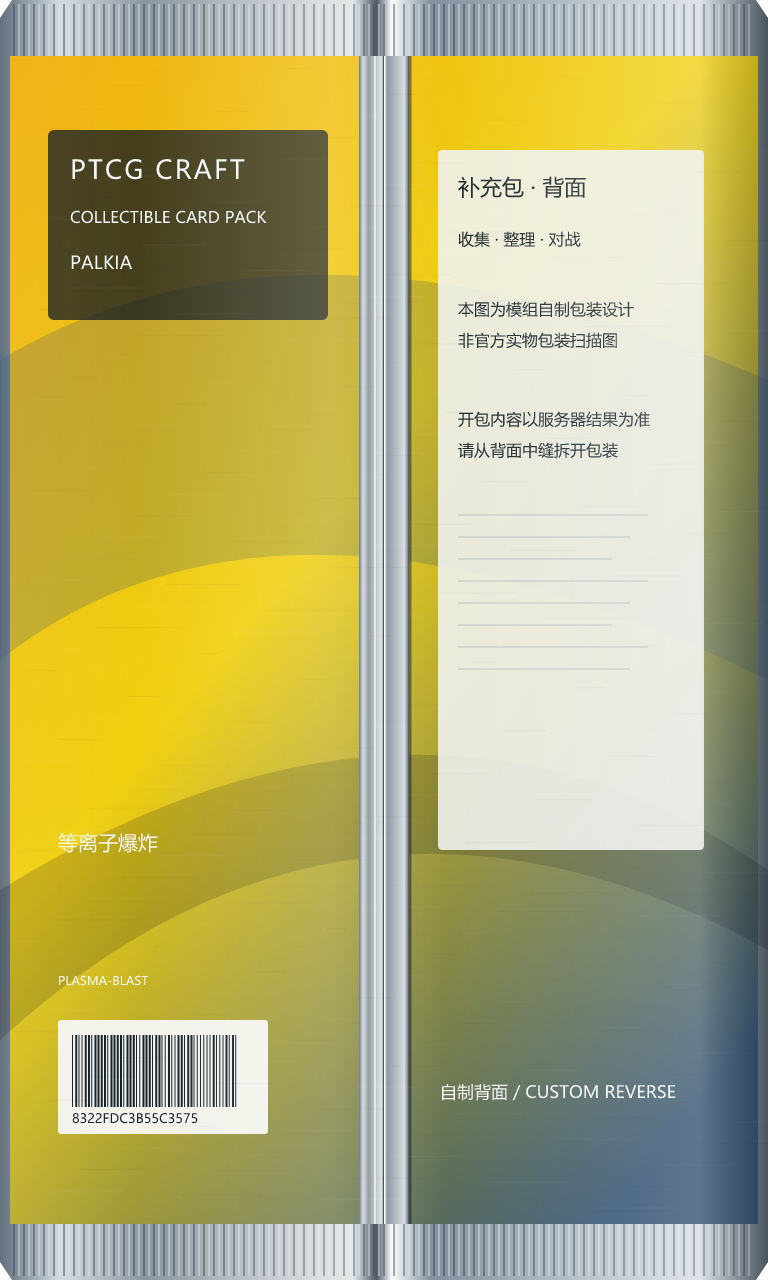 PTCG CRAFT
COLLECTIBLE CARD PACK
PALKIA
等离子爆炸
PLASMA-BLAST
8322FDC3B55C3575
补充包 · 背面
收集 · 整理 · 对战
本图为模组自制包装设计
非官方实物包装扫描图
开包内容以服务器结果为准
请从背面中缝拆开包装
自制背面 / CUSTOM REVERSE